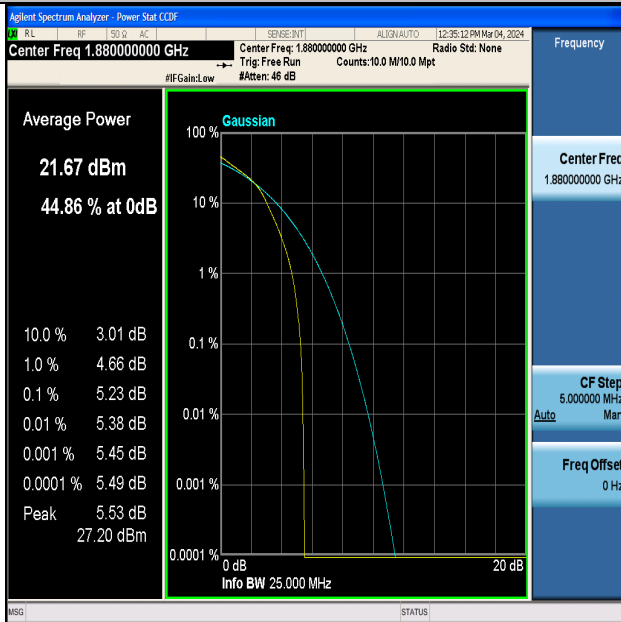 Agilent Spectrum Analyzer - Power Stat CCDF
LXI RL RF 50 Ω AC SENSE:INT ALIGN AUTO 12:35:12 PM Mar 04, 2024
Center Freq 1.880000000 GHz
Center Freq: 1.880000000 GHz Radio Std: None
Trig: Free Run Counts:10.0 M/10.0 Mpt
#IFGain:Low #Atten: 46 dB
Frequency
Average Power
21.67 dBm
44.86 % at 0dB
10.0 % 3.01 dB
1.0 % 4.66 dB
0.1 % 5.23 dB
0.01 % 5.38 dB
0.001 % 5.45 dB
0.0001 % 5.49 dB
Peak 5.53 dB
27.20 dBm
Gaussian
100 %
10 %
1 %
0.1 %
0.01 %
0.001 %
0.0001 %
0 dB 20 dB
Info BW 25.000 MHz
Center Freq
1.880000000 GHz
CF Step
5.000000 MHz
Auto Man
Freq Offset
0 Hz
MSG STATUS